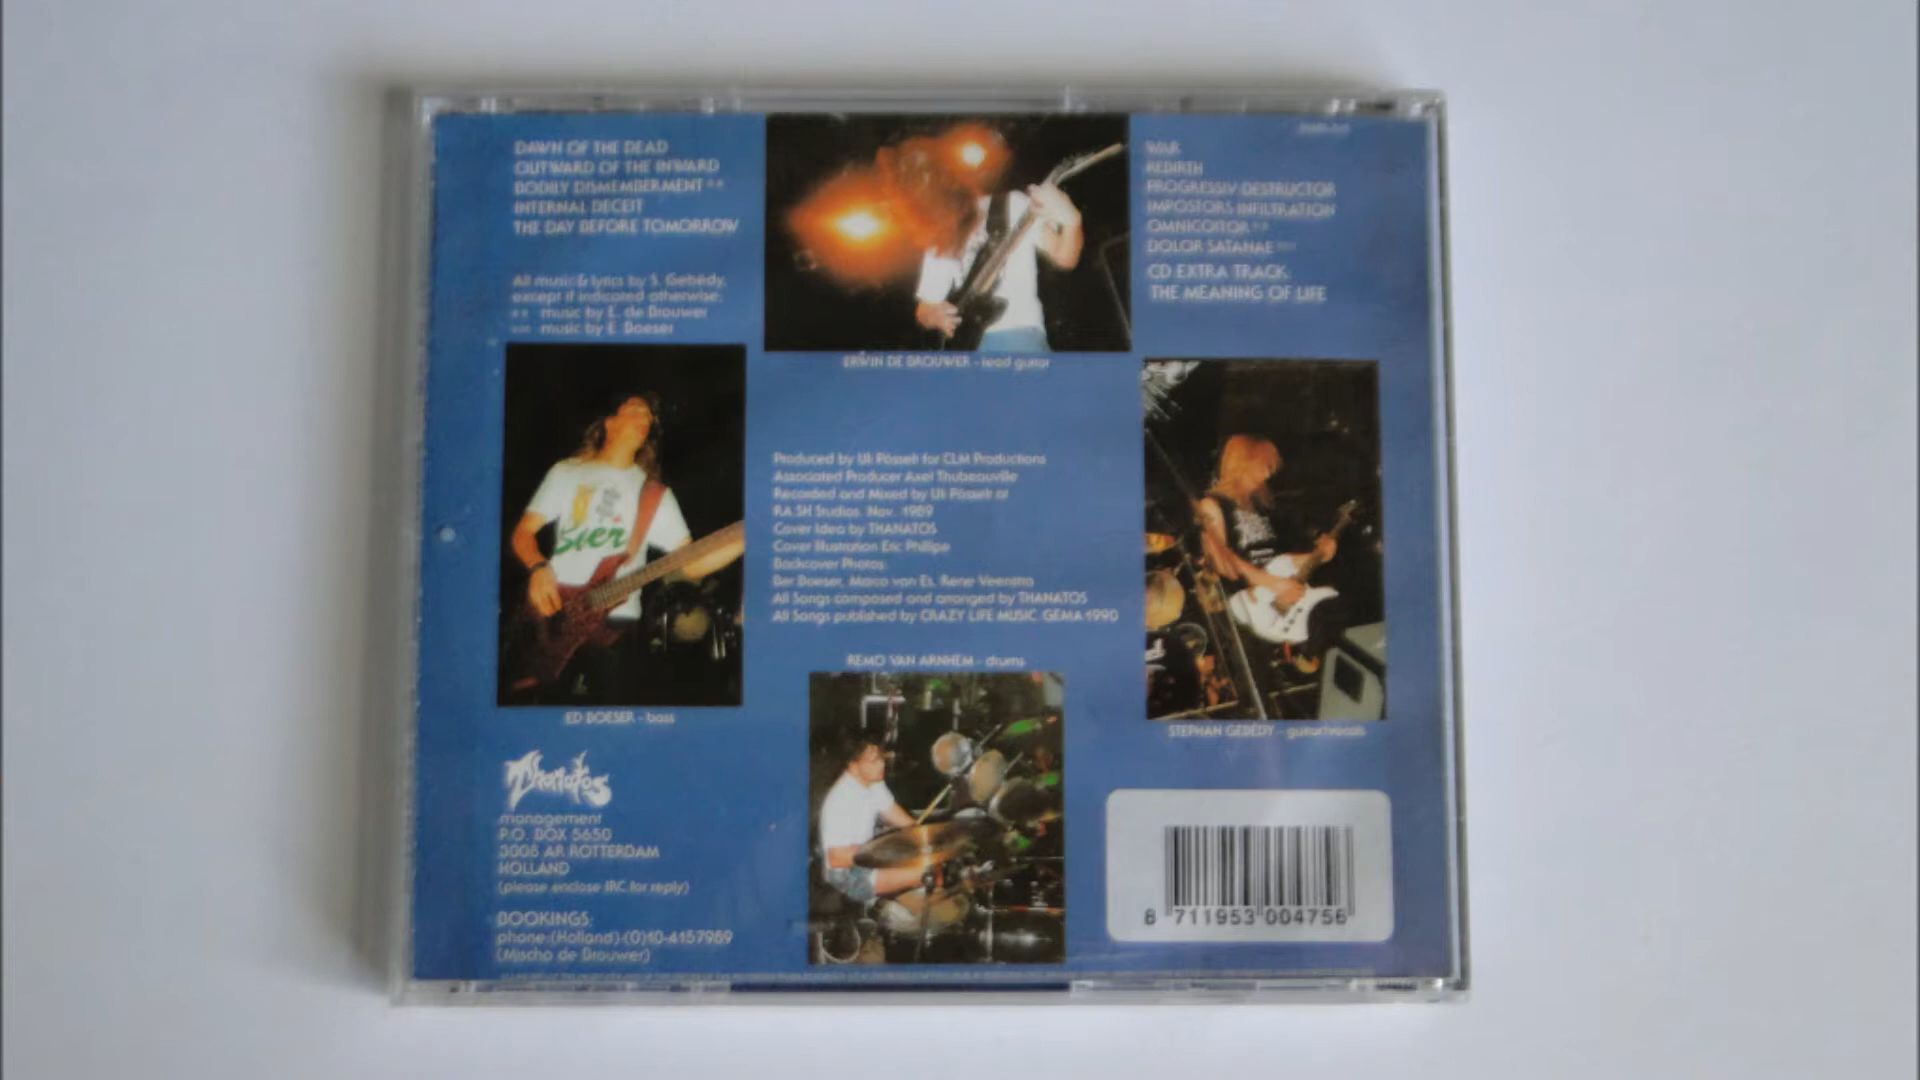 DAWN OF THE DEAD
OUTWARD OF THE INWARD
BODILY DISMEMBERMENT **
INTERNAL DECEIT
THE DAY BEFORE TOMORROW
All music & lyrics by S. Gebédy,
except if indicated otherwise:
** music by E. de Brouwer
*** music by E. Boeser
WAR
REBIRTH
PROGRESSIV DESTRUCTOR
IMPOSTORS INFILTRATION
OMNICOITOR **
DOLOR SATANAE ***
CD EXTRA TRACK:
THE MEANING OF LIFE
ERWIN DE BROUWER - lead guitar
Bier
Produced by Uli Pösselt for CLM Productions
Associated Producer Axel Thubeauville
Recorded and Mixed by Uli Pösselt at
R.A.SH Studios. Nov. 1989
Cover Idea by THANATOS
Cover Illustration Eric Philippe
Backcover Photos:
Ber Boeser, Marco van Es, Rene Veenstra
All Songs composed and arranged by THANATOS
All Songs published by CRAZY LIFE MUSIC. GEMA 1990
ED BOESER - bass
REMO VAN ARNHEM - drums
STEPHAN GEBÉDY - guitar/vocals
Thanatos
management
P.O. BOX 5650
3008 AR ROTTERDAM
HOLLAND
(please enclose IRC for reply)
BOOKINGS:
phone:(Holland)-(0)10-4157989
(Mischa de Brouwer)
8 711953 004756